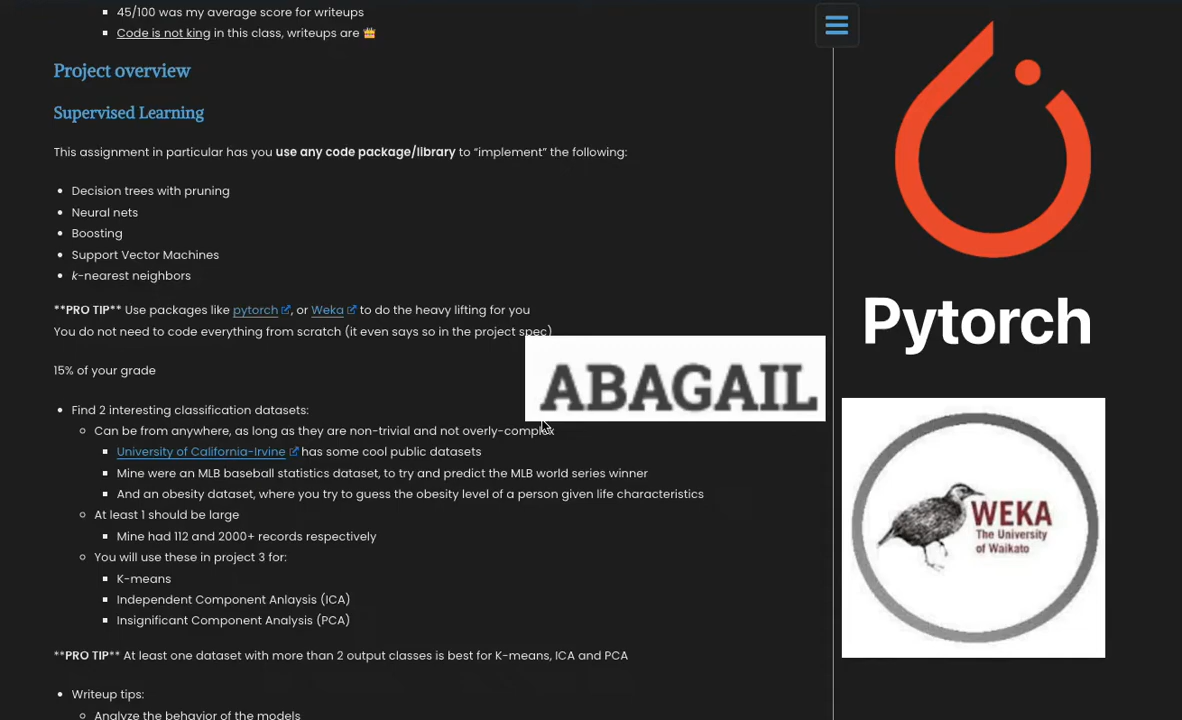 45/100 was my average score for writeups
Code is not king in this class, writeups are 👑
Project overview
Supervised Learning
This assignment in particular has you use any code package/library to “implement” the following:
Decision trees with pruning
Neural nets
Boosting
Support Vector Machines
k-nearest neighbors
**PRO TIP** Use packages like pytorch, or Weka to do the heavy lifting for you
You do not need to code everything from scratch (it even says so in the project spec)
15% of your grade
Find 2 interesting classification datasets:
Can be from anywhere, as long as they are non-trivial and not overly-complex
University of California-Irvine has some cool public datasets
Mine were an MLB baseball statistics dataset, to try and predict the MLB world series winner
And an obesity dataset, where you try to guess the obesity level of a person given life characteristics
At least 1 should be large
Mine had 112 and 2000+ records respectively
You will use these in project 3 for:
K-means
Independent Component Anlaysis (ICA)
Insignificant Component Analysis (PCA)
**PRO TIP** At least one dataset with more than 2 output classes is best for K-means, ICA and PCA
Writeup tips:
Analyze the behavior of the models
ABAGAIL
Pytorch
WEKA
The University
of Waikato